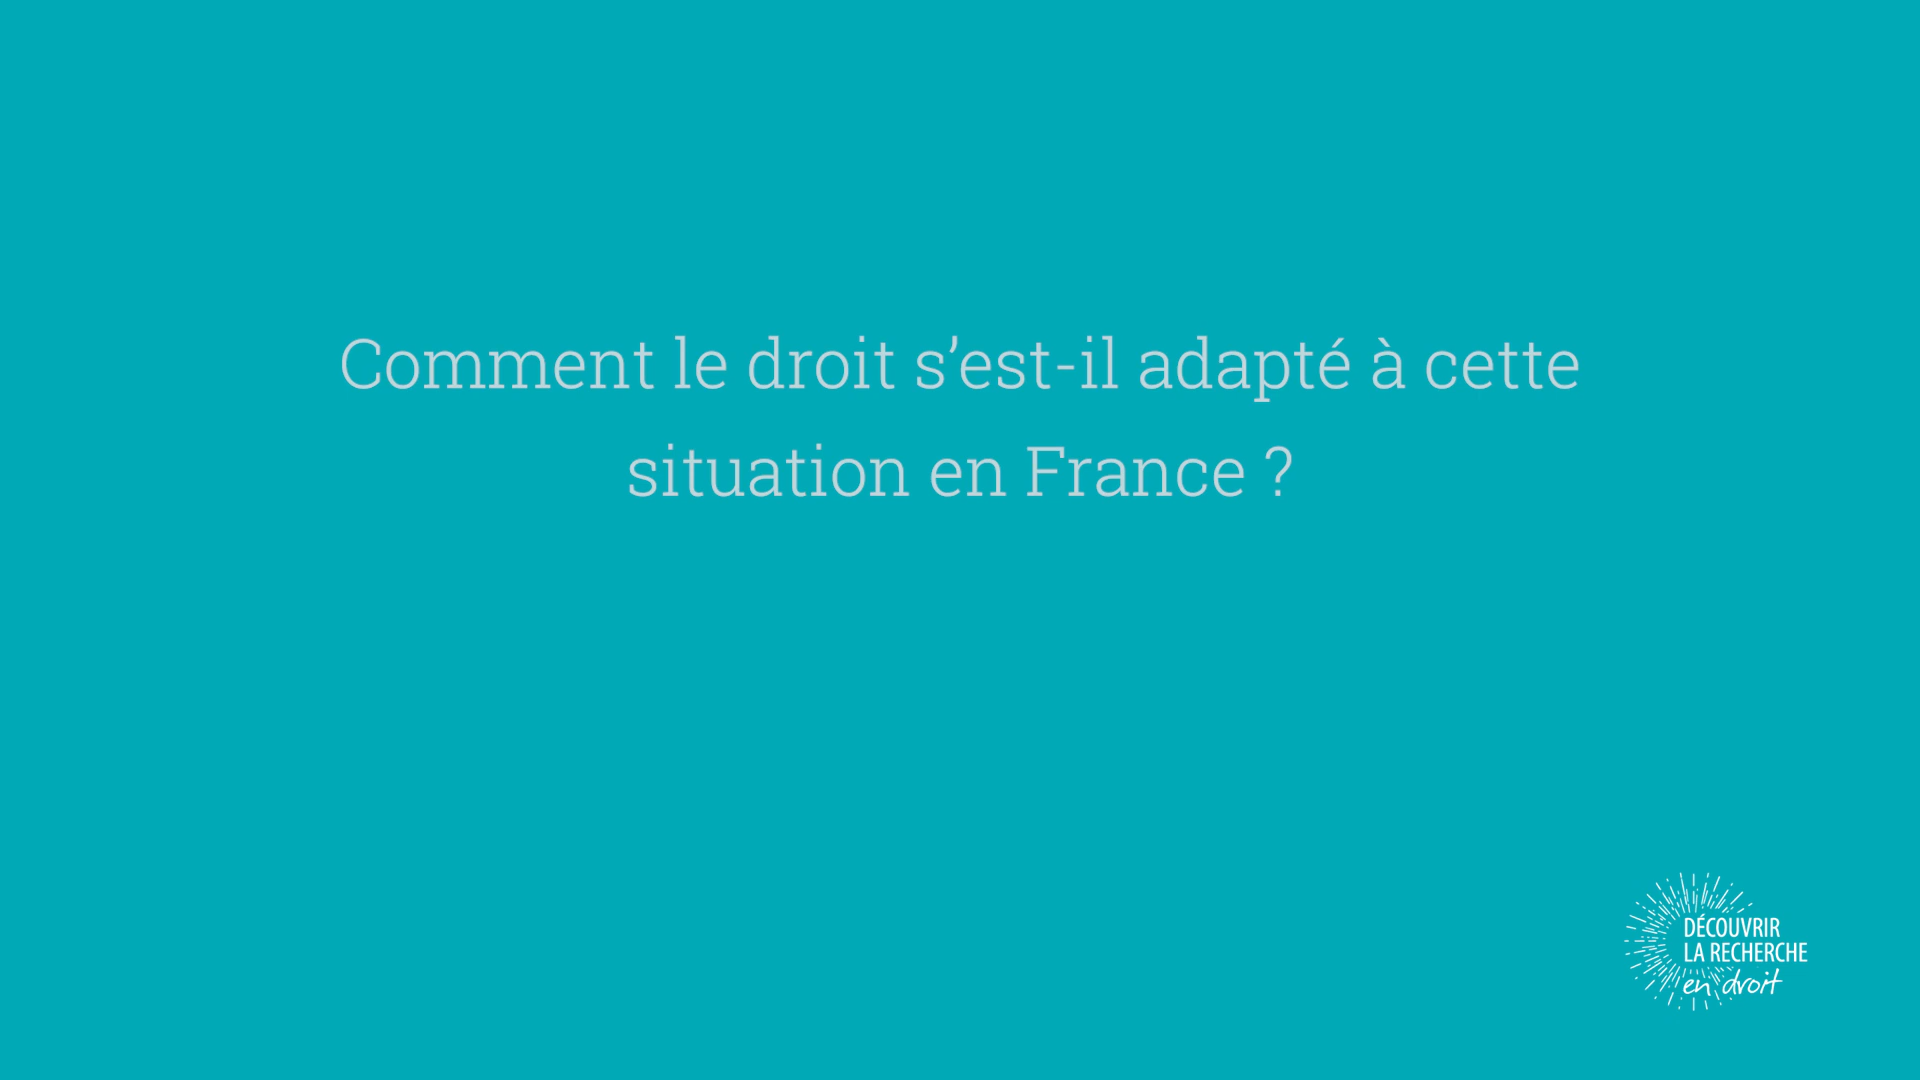 Comment le droit s’est-il adapté à cette
situation en France ?
DÉCOUVRIR
LA RECHERCHE
en droit